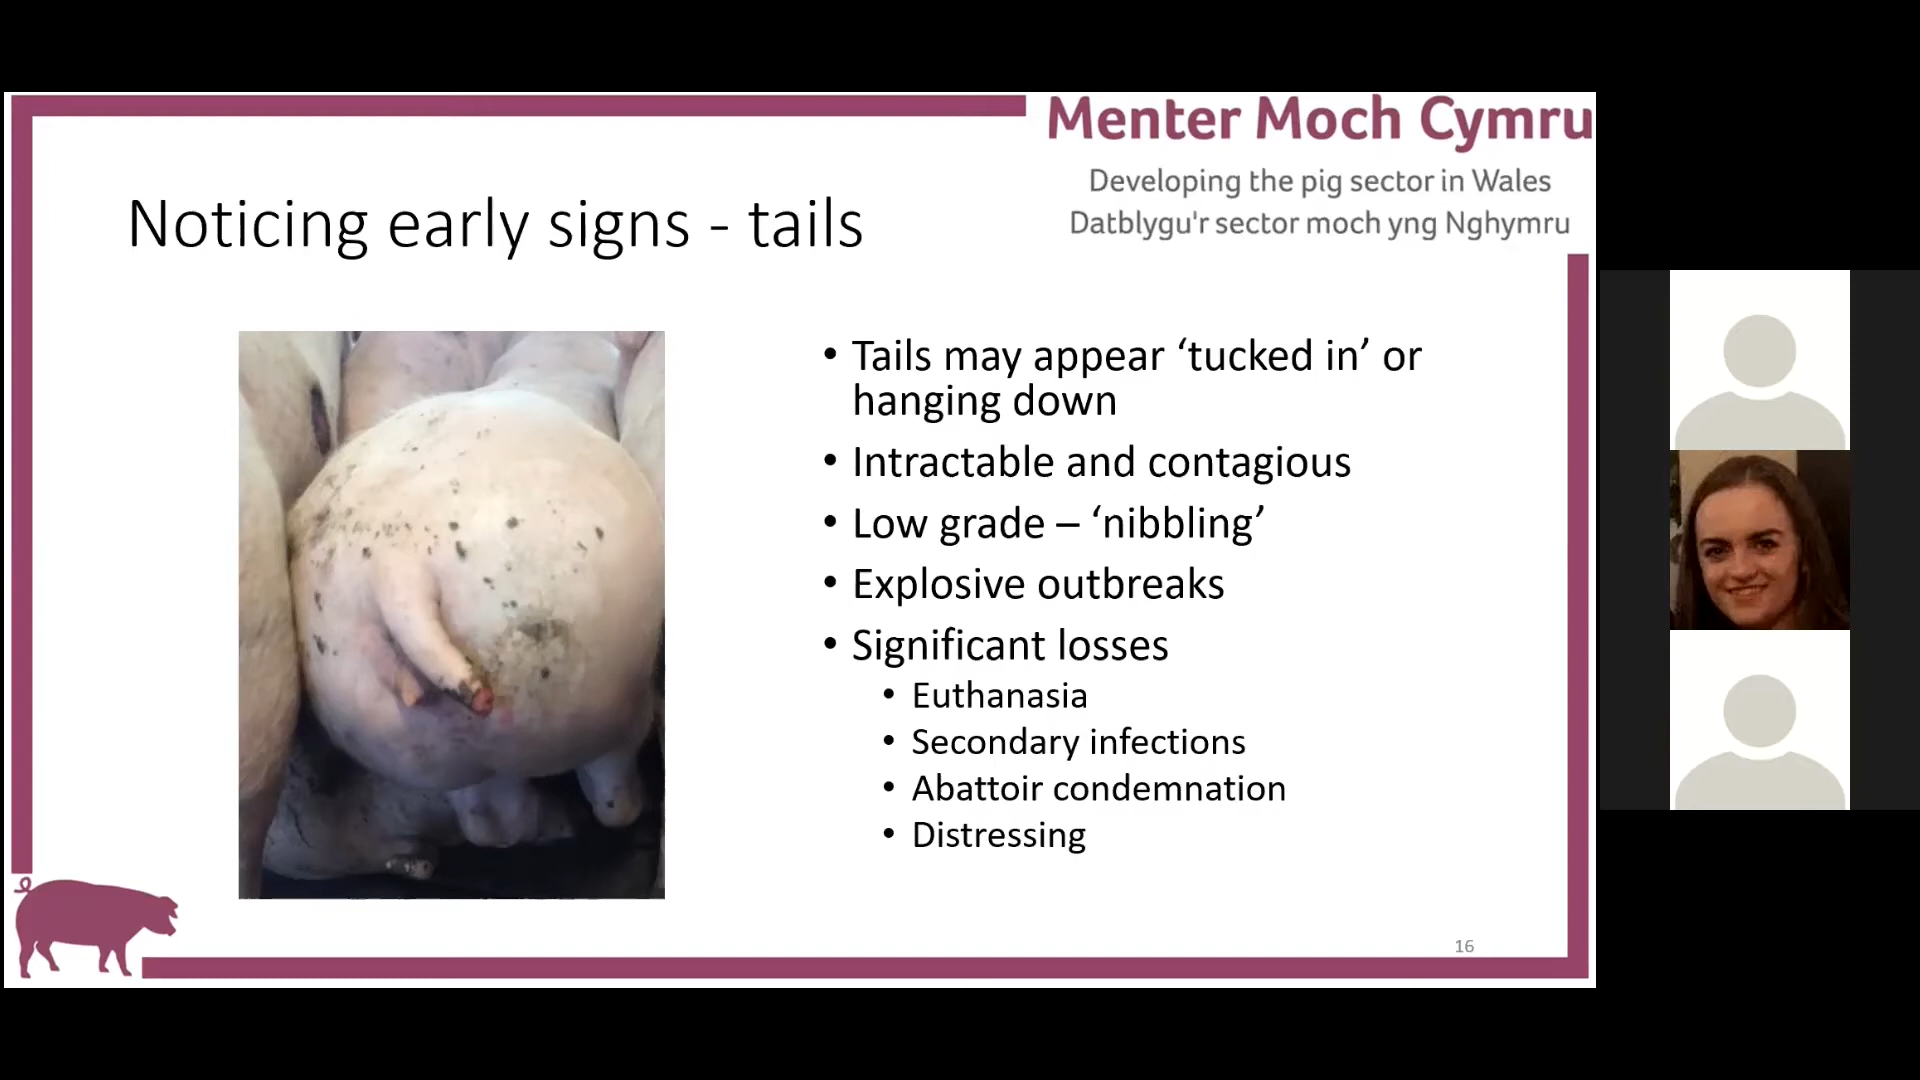 Menter Moch Cymru
Developing the pig sector in Wales
Datblygu'r sector moch yng Nghymru
Noticing early signs - tails
• Tails may appear ‘tucked in’ or
hanging down
• Intractable and contagious
• Low grade – ‘nibbling’
• Explosive outbreaks
• Significant losses
• Euthanasia
• Secondary infections
• Abattoir condemnation
• Distressing
16